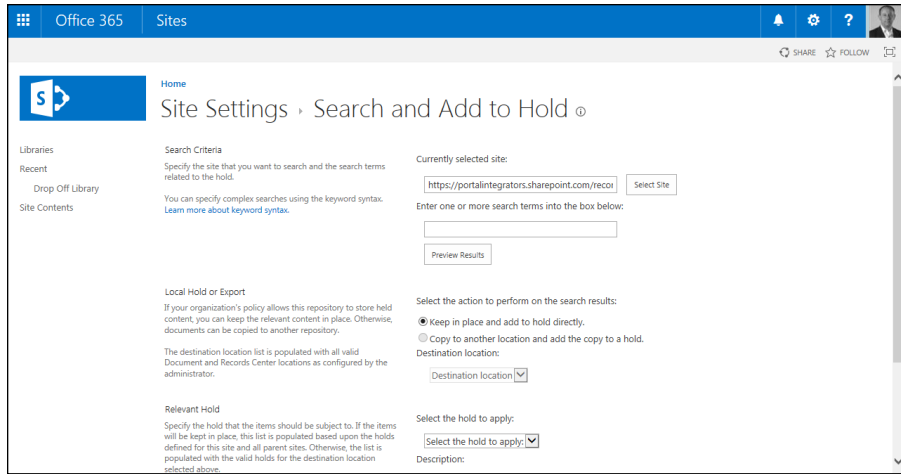 Office 365 Sites ?
SHARE FOLLOW
S
Home
Site Settings › Search and Add to Hold
Libraries
Recent
Drop Off Library
Site Contents
Search Criteria
Specify the site that you want to search and the search terms
related to the hold.
You can specify complex searches using the keyword syntax.
Learn more about keyword syntax.
Currently selected site:
https://portalintegrators.sharepoint.com/recor Select Site
Enter one or more search terms into the box below:
Preview Results
Local Hold or Export
If your organization's policy allows this repository to store held
content, you can keep the relevant content in place. Otherwise,
documents can be copied to another repository.
The destination location list is populated with all valid
Document and Records Center locations as configured by the
administrator.
Select the action to perform on the search results:
Keep in place and add to hold directly.
Copy to another location and add the copy to a hold.
Destination location:
Destination location
Relevant Hold
Specify the hold that the items should be subject to. If the items
will be kept in place, this list is populated based upon the holds
defined for this site and all parent sites. Otherwise, the list is
populated with the valid holds for the destination location
selected above.
Select the hold to apply:
Select the hold to apply:
Description: